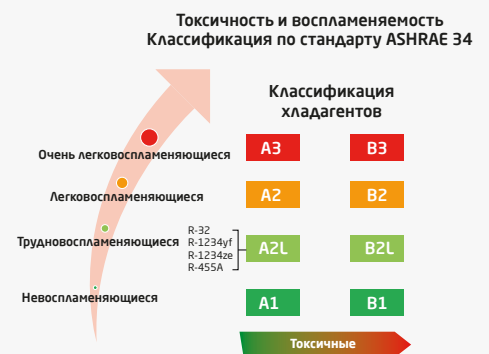 Токсичность и воспламеняемость
Классификация по стандарту ASHRAE 34
Классификация
хладагентов
Очень легковоспламеняющиеся
A3
B3
Легковоспламеняющиеся
A2
B2
Трудновоспламеняющиеся
R-32
R-1234yf
R-1234ze
R-455A
A2L
B2L
Невоспламеняющиеся
A1
B1
Токсичные